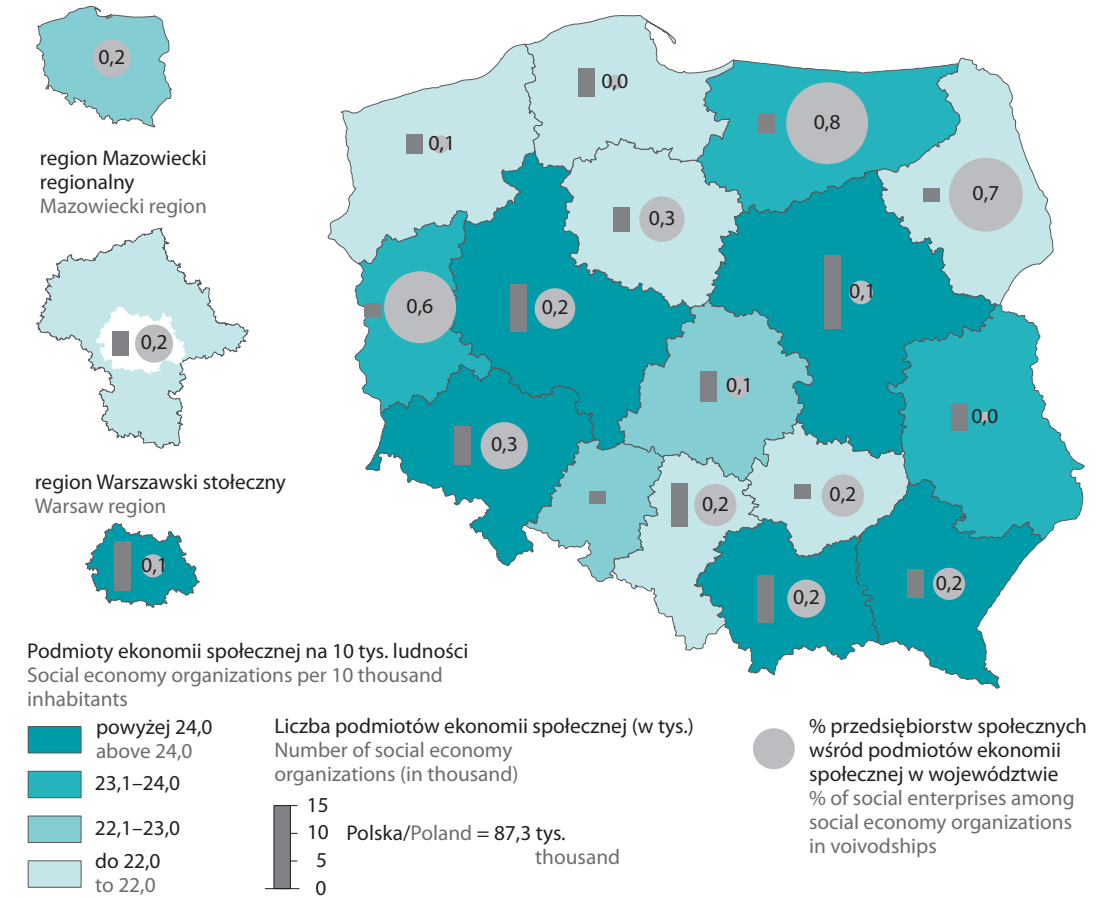 0,2
region Mazowiecki
regionalny
Mazowiecki region
0,2
region Warszawski stołeczny
Warsaw region
0,1
0,0
0,1
0,8
0,7
0,3
0,6
0,2
0,1
0,1
0,0
0,3
0,2
0,2
0,2
0,2
Podmioty ekonomii społecznej na 10 tys. ludności
Social economy organizations per 10 thousand
inhabitants
powyżej 24,0
above 24,0
23,1–24,0
22,1–23,0
do 22,0
to 22,0
Liczba podmiotów ekonomii społecznej (w tys.)
Number of social economy
organizations (in thousand)
15
10
5
0
Polska/Poland = 87,3 tys.
thousand
% przedsiębiorstw społecznych
wśród podmiotów ekonomii
społecznej w województwie
% of social enterprises among
social economy organizations
in voivodships